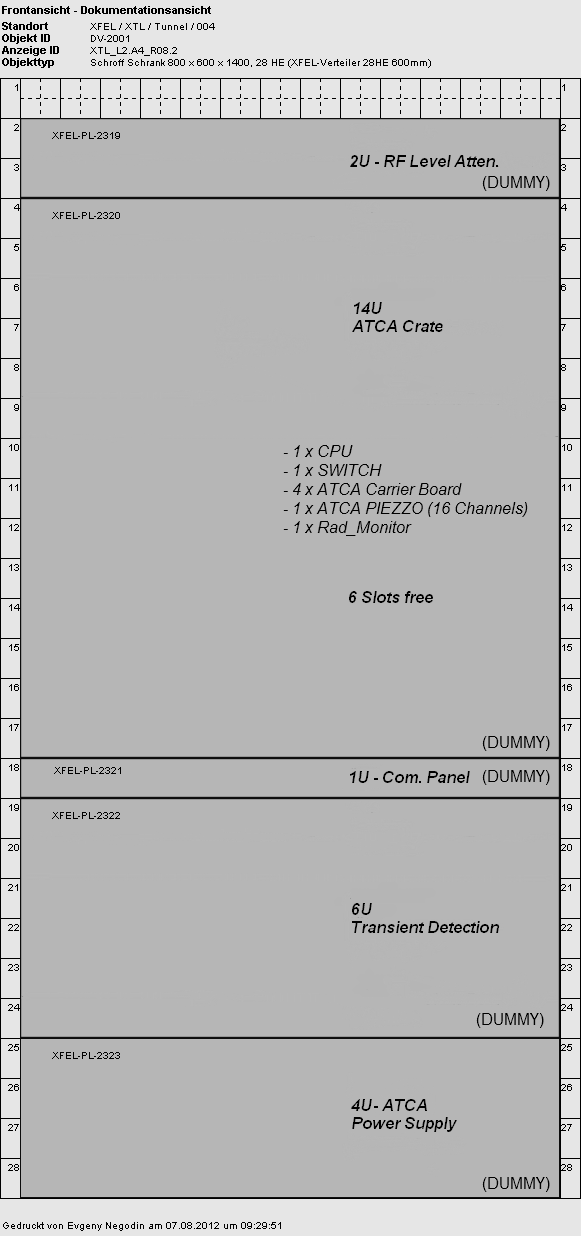 Frontansicht - Dokumentationsansicht
Standort XFEL / XTL / Tunnel / 004
Objekt ID DV-2001
Anzeige ID XTL_L2.A4_R08.2
Objekttyp Schroff Schrank 800 x 600 x 1400, 28 HE (XFEL-Verteiler 28HE 600mm)
1 1
2 XFEL-PL-2319 2
3 2U - RF Level Atten. 3
(DUMMY)
4 XFEL-PL-2320 4
5 5
6 14U 6
7 ATCA Crate 7
8 8
9 9
10 - 1 x CPU 10
- 1 x SWITCH
11 - 4 x ATCA Carrier Board 11
- 1 x ATCA PIEZZO (16 Channels)
12 - 1 x Rad_Monitor 12
13 13
14 6 Slots free 14
15 15
16 16
17 (DUMMY) 17
18 XFEL-PL-2321 1U - Com. Panel (DUMMY) 18
19 XFEL-PL-2322 19
20 20
21 6U 21
22 Transient Detection 22
23 23
24 (DUMMY) 24
25 XFEL-PL-2323 25
26 4U- ATCA 26
27 Power Supply 27
28 (DUMMY) 28
Gedruckt von Evgeny Negodin am 07.08.2012 um 09:29:51